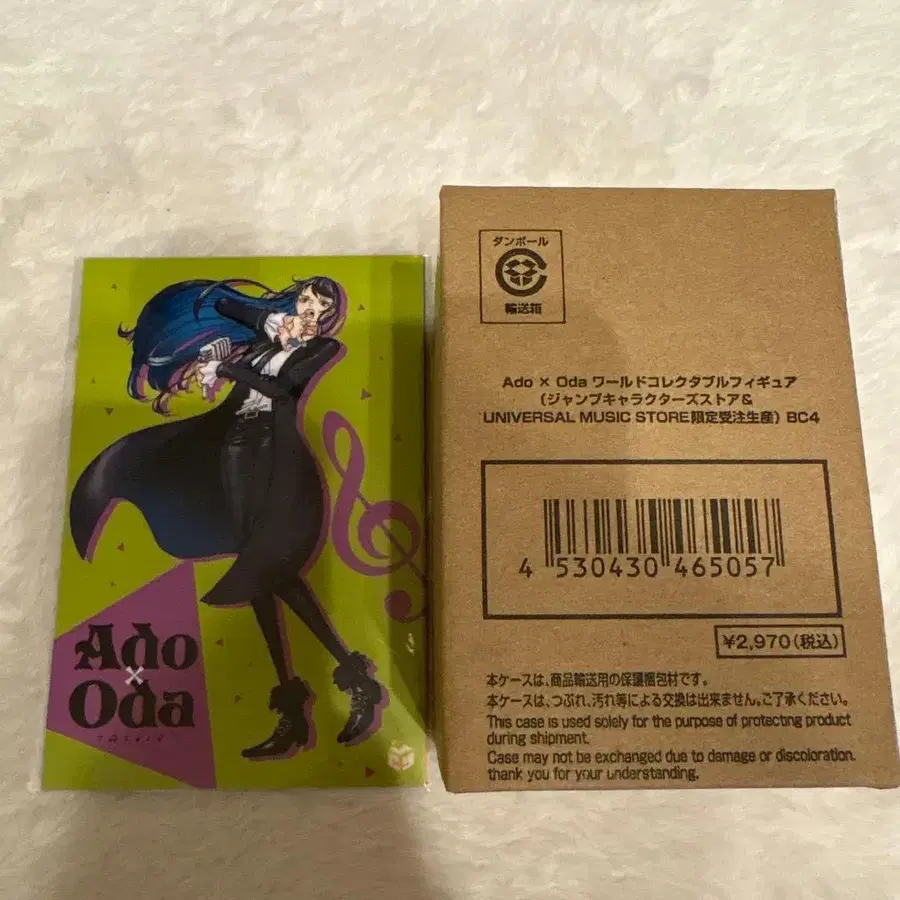 Ado
×
Oda
ダンボール
輸送箱
Ado × Oda ワールドコレクタブルフィギュア
(ジャンプキャラクターズストア&
UNIVERSAL MUSIC STORE限定受注生産) BC4
4 530430 465057
¥2,970(税込)
本ケースは、商品輸送用の保護梱包材です。
本ケースは、つぶれ、汚れ等による交換は出来ません。ご了承ください。
This case is used solely for the purpose of protecting product
during shipment.
Case may not be exchanged due to damage or discoloration.
thank you for your understanding.